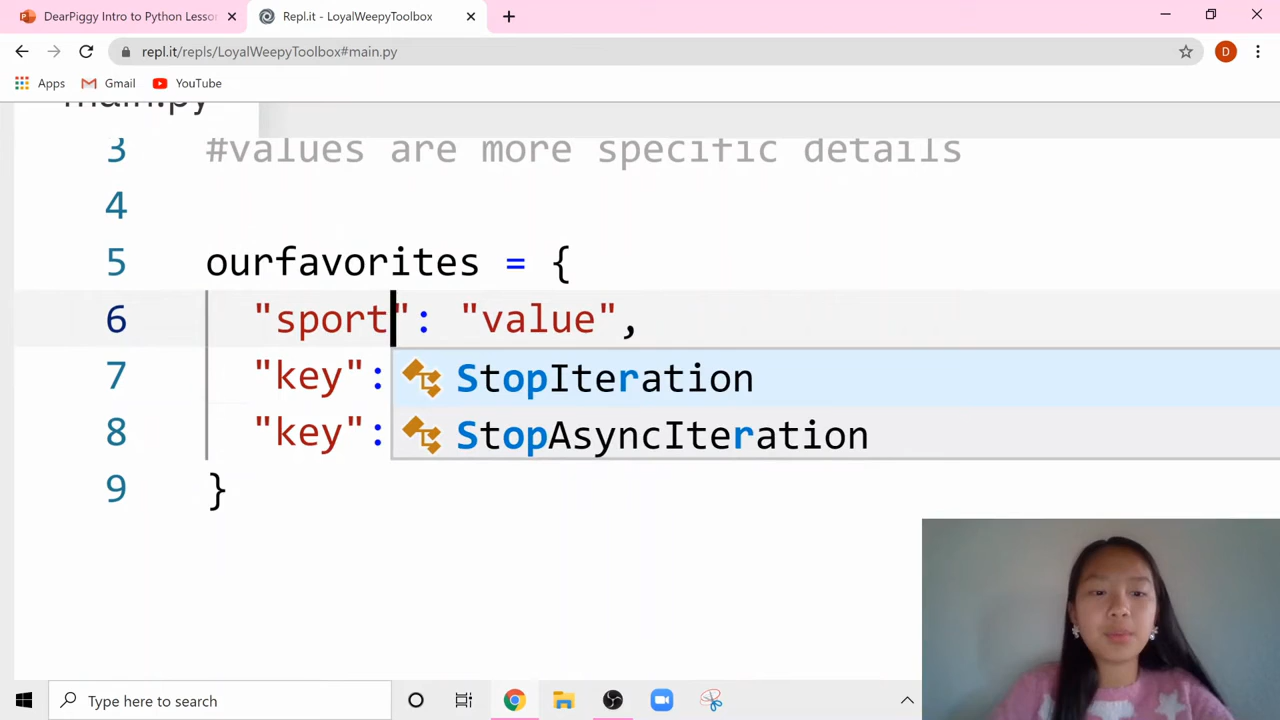 DearPiggy Intro to Python Lesso
Repl.it - LoyalWeepyToolbox
repl.it/repls/LoyalWeepyToolbox#main.py
D
Apps Gmail YouTube
main.py
3 #values are more specific details
4
5 ourfavorites = {
6 "sport": "value",
7 "key": StopIteration
8 "key": StopAsyncIteration
9 }
Type here to search